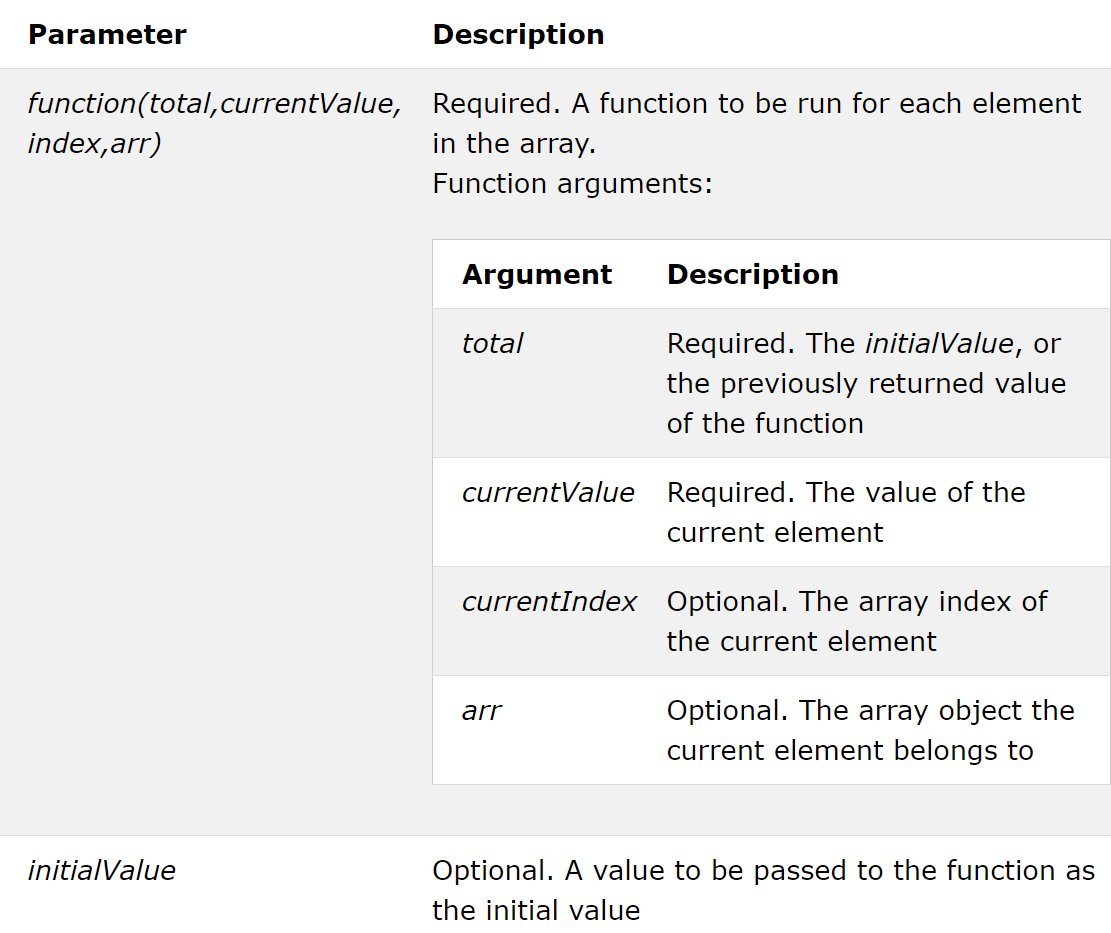 Parameter Description
function(total,currentValue, Required. A function to be run for each element
index,arr) in the array.
Function arguments:
Argument Description
total Required. The initialValue, or
the previously returned value
of the function
currentValue Required. The value of the
current element
currentIndex Optional. The array index of
the current element
arr Optional. The array object the
current element belongs to
initialValue Optional. A value to be passed to the function as
the initial value